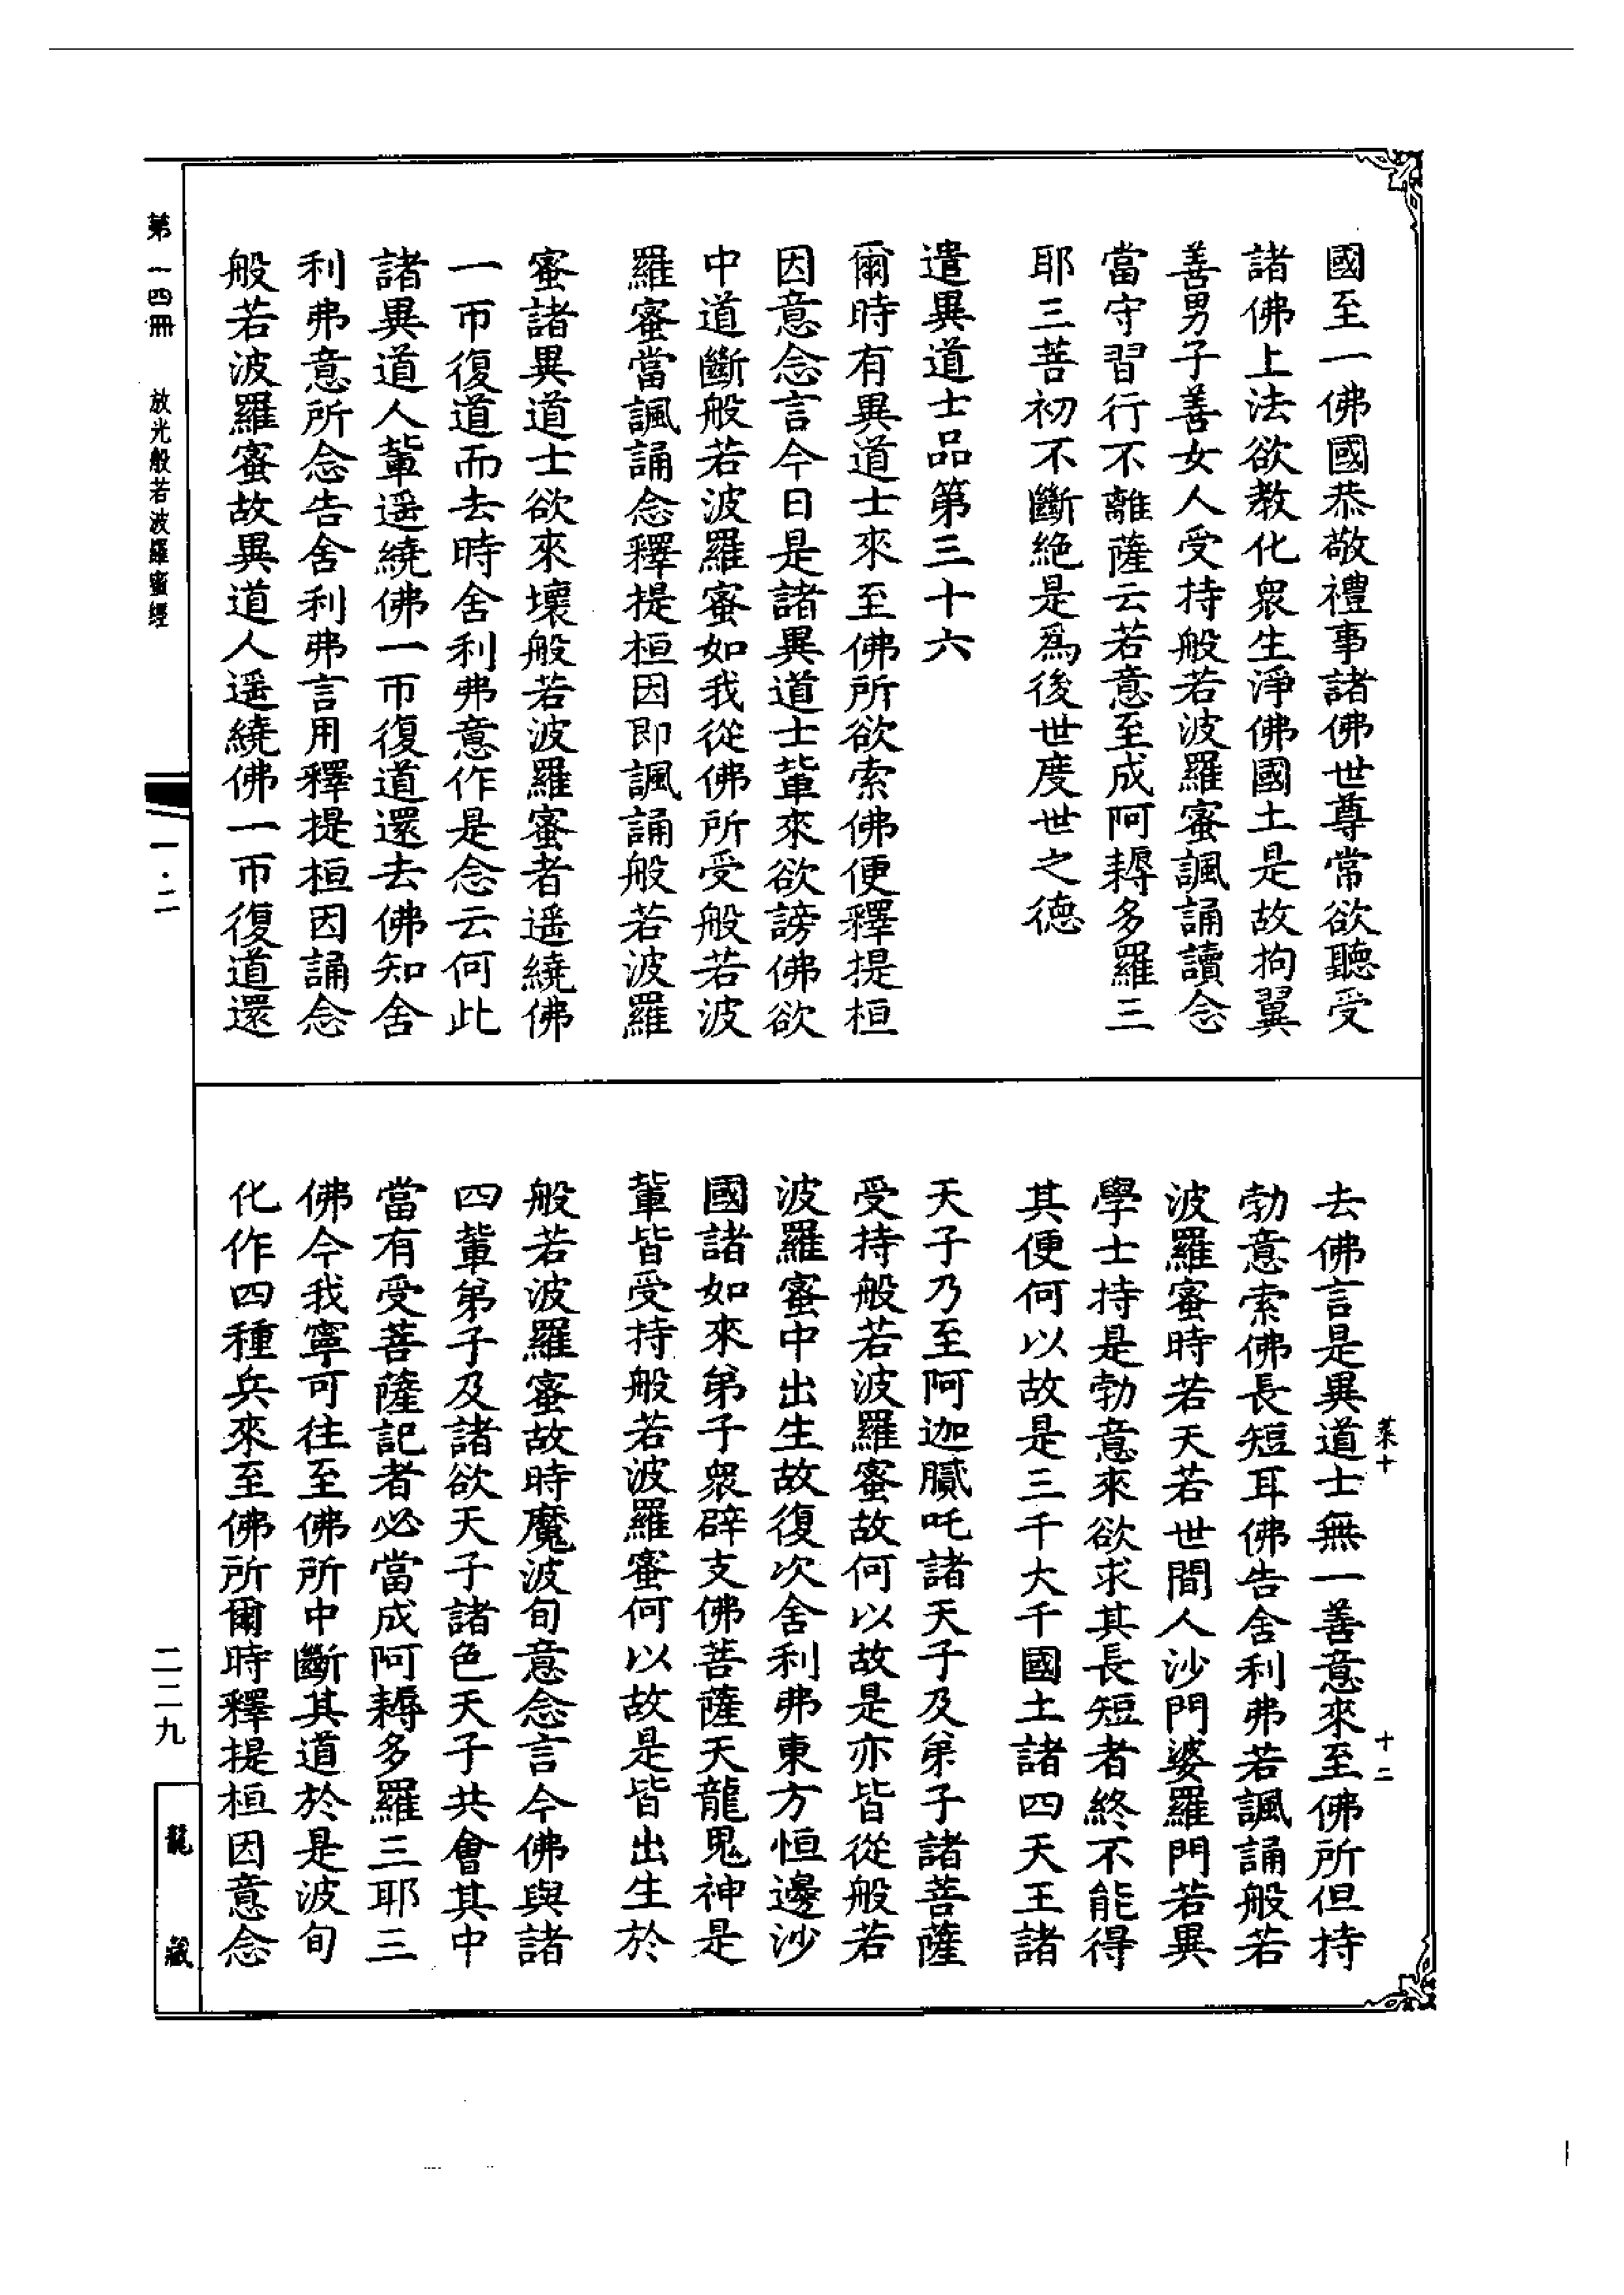 國至一佛國恭敬禮事諸佛世尊常欲聽受
諸佛上法欲教化衆生淨佛國土是故拘翼
善男子善女人受持般若波羅蜜諷誦讀念
當守習行不離薩云若意至成阿耨多羅三
耶三菩初不斷絶是爲後世度世之德
遣異道士品第三十六
爾時有異道士來至佛所欲索佛便釋提桓
因意念言今日是諸異道士軰來欲謗佛欲
中道斷般若波羅蜜如我從佛所受般若波
羅蜜當諷誦念釋提桓因即諷誦般若波羅
蜜諸異道士欲來壞般若波羅蜜者遥繞佛
一帀復道而去時舍利弗意作是念云何此
諸異道人軰遥繞佛一帀復道還去佛知舍
利弗意所念告舍利弗言用釋提桓因誦念
般若波羅蜜故異道人遥繞佛一帀復道還
去佛言是異道士無一善意來至佛所但持
勃意索佛長短耳佛告舍利弗若諷誦般若
波羅蜜時若天若世間人沙門婆羅門若異
學士持是勃意來欲求其長短者終不能得
其便何以故是三千大千國土諸四天王諸
天子乃至阿迦膩吒諸天子及弟子諸菩薩
受持般若波羅蜜故何以故是亦皆從般若
波羅蜜中出生故復次舍利弗東方恒邊沙
國諸如來弟子衆辟支佛菩薩天龍鬼神是
軰皆受持般若波羅蜜何以故是皆出生於
般若波羅蜜故時魔波旬意念言今佛與諸
四軰弟子及諸欲天子諸色天子共會其中
當有受菩薩記者必當成阿耨多羅三耶三
佛今我寧可往至佛所中斷其道於是波旬
化作四種兵來至佛所爾時釋提桓因意念
菜十
十二
第一四冊
放光般若波羅蜜經
一·二
二二九
龍藏